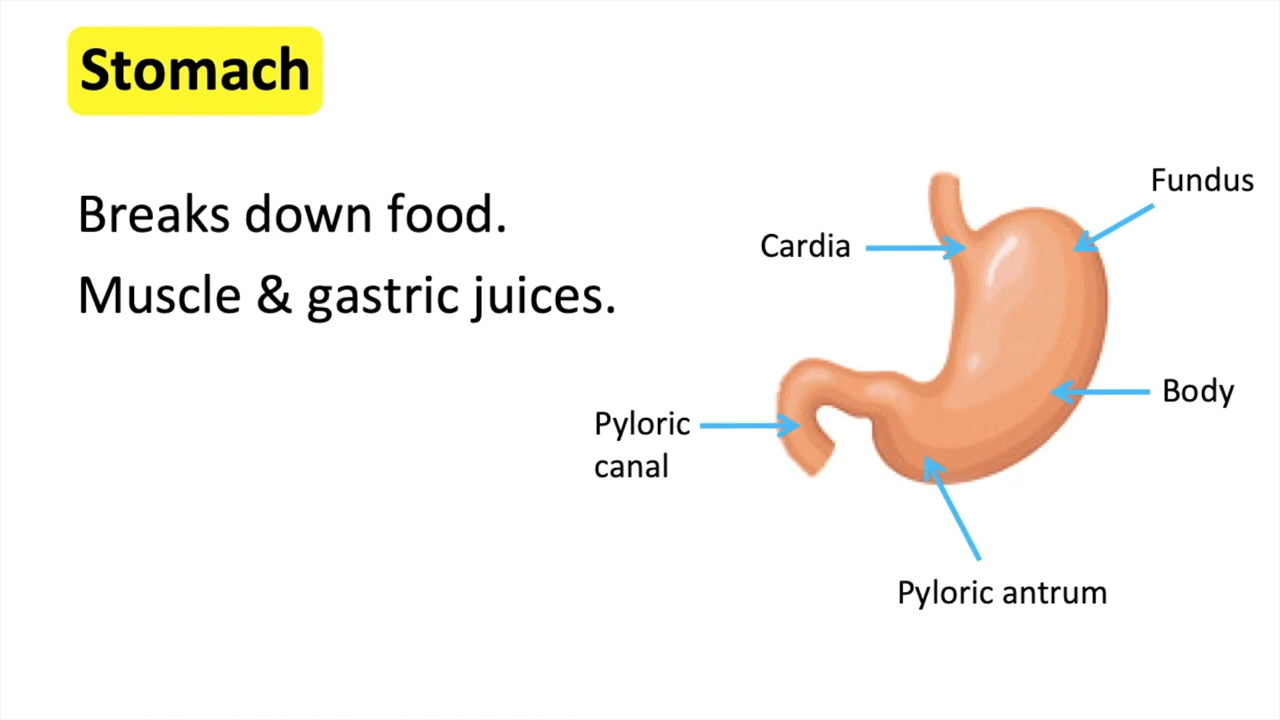 Stomach
Breaks down food.
Muscle & gastric juices.
Fundus
Cardia
Body
Pyloric
canal
Pyloric antrum